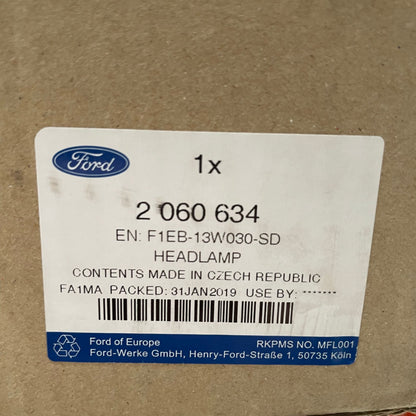 Ford
1x
2 060 634
EN: F1EB-13W030-SD
HEADLAMP
CONTENTS MADE IN CZECH REPUBLIC
FA1MA PACKED: 31JAN2019 USE BY: *******
Ford of Europe
RKPMS NO. MFL001
Ford-Werke GmbH, Henry-Ford-Straße 1, 50735 Köln